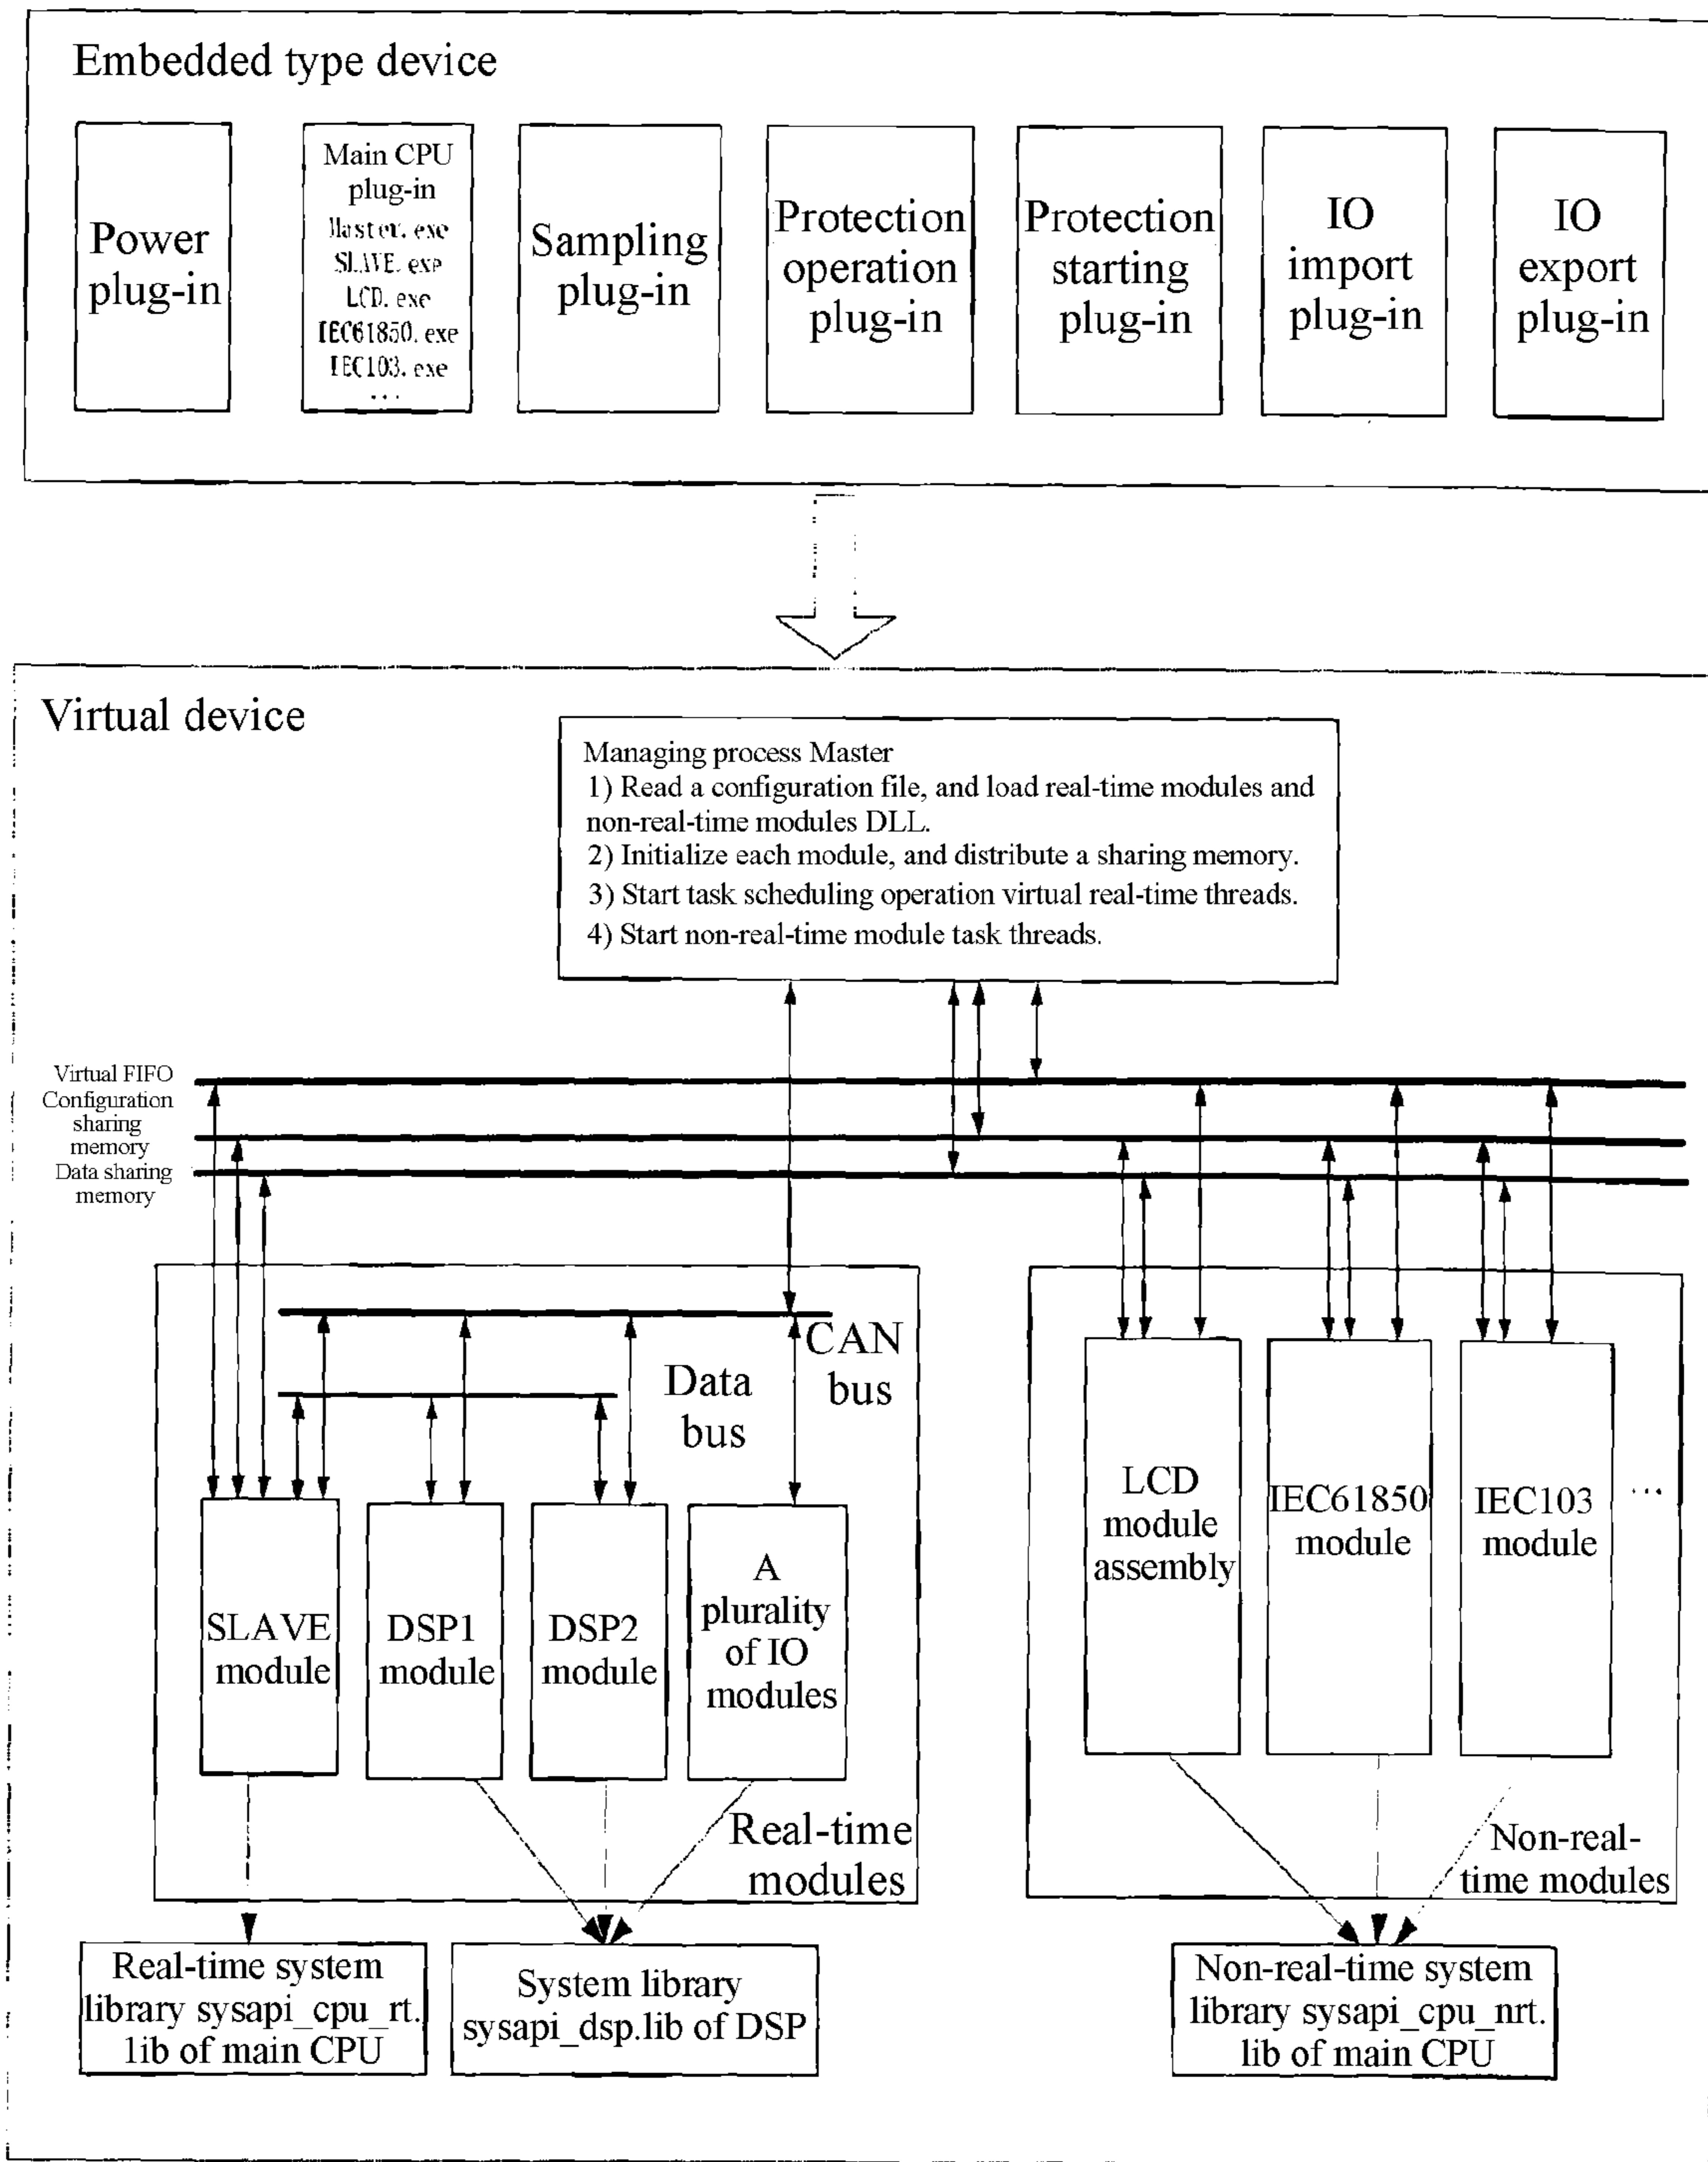 Embedded type device
Power
plug-in
Main CPU
plug-in
Master.exe
SLAVE.exe
LCD.exe
IEC61850.exe
IEC103.exe
...
Sampling
plug-in
Protection
operation
plug-in
Protection
starting
plug-in
IO
import
plug-in
IO
export
plug-in
Virtual device
Managing process Master
1) Read a configuration file, and load real-time modules and
non-real-time modules DLL.
2) Initialize each module, and distribute a sharing memory.
3) Start task scheduling operation virtual real-time threads.
4) Start non-real-time module task threads.
Virtual FIFO
Configuration
sharing
memory
Data sharing
memory
CAN
bus
Data
bus
SLAVE
module
DSP1
module
DSP2
module
A
plurality
of IO
modules
Real-time
modules
LCD
module
assembly
IEC61850
module
IEC103
module
...
Non-real-
time modules
Real-time system
library sysapi_cpu_rt.
lib of main CPU
System library
sysapi_dsp.lib of DSP
Non-real-time system
library sysapi_cpu_nrt.
lib of main CPU